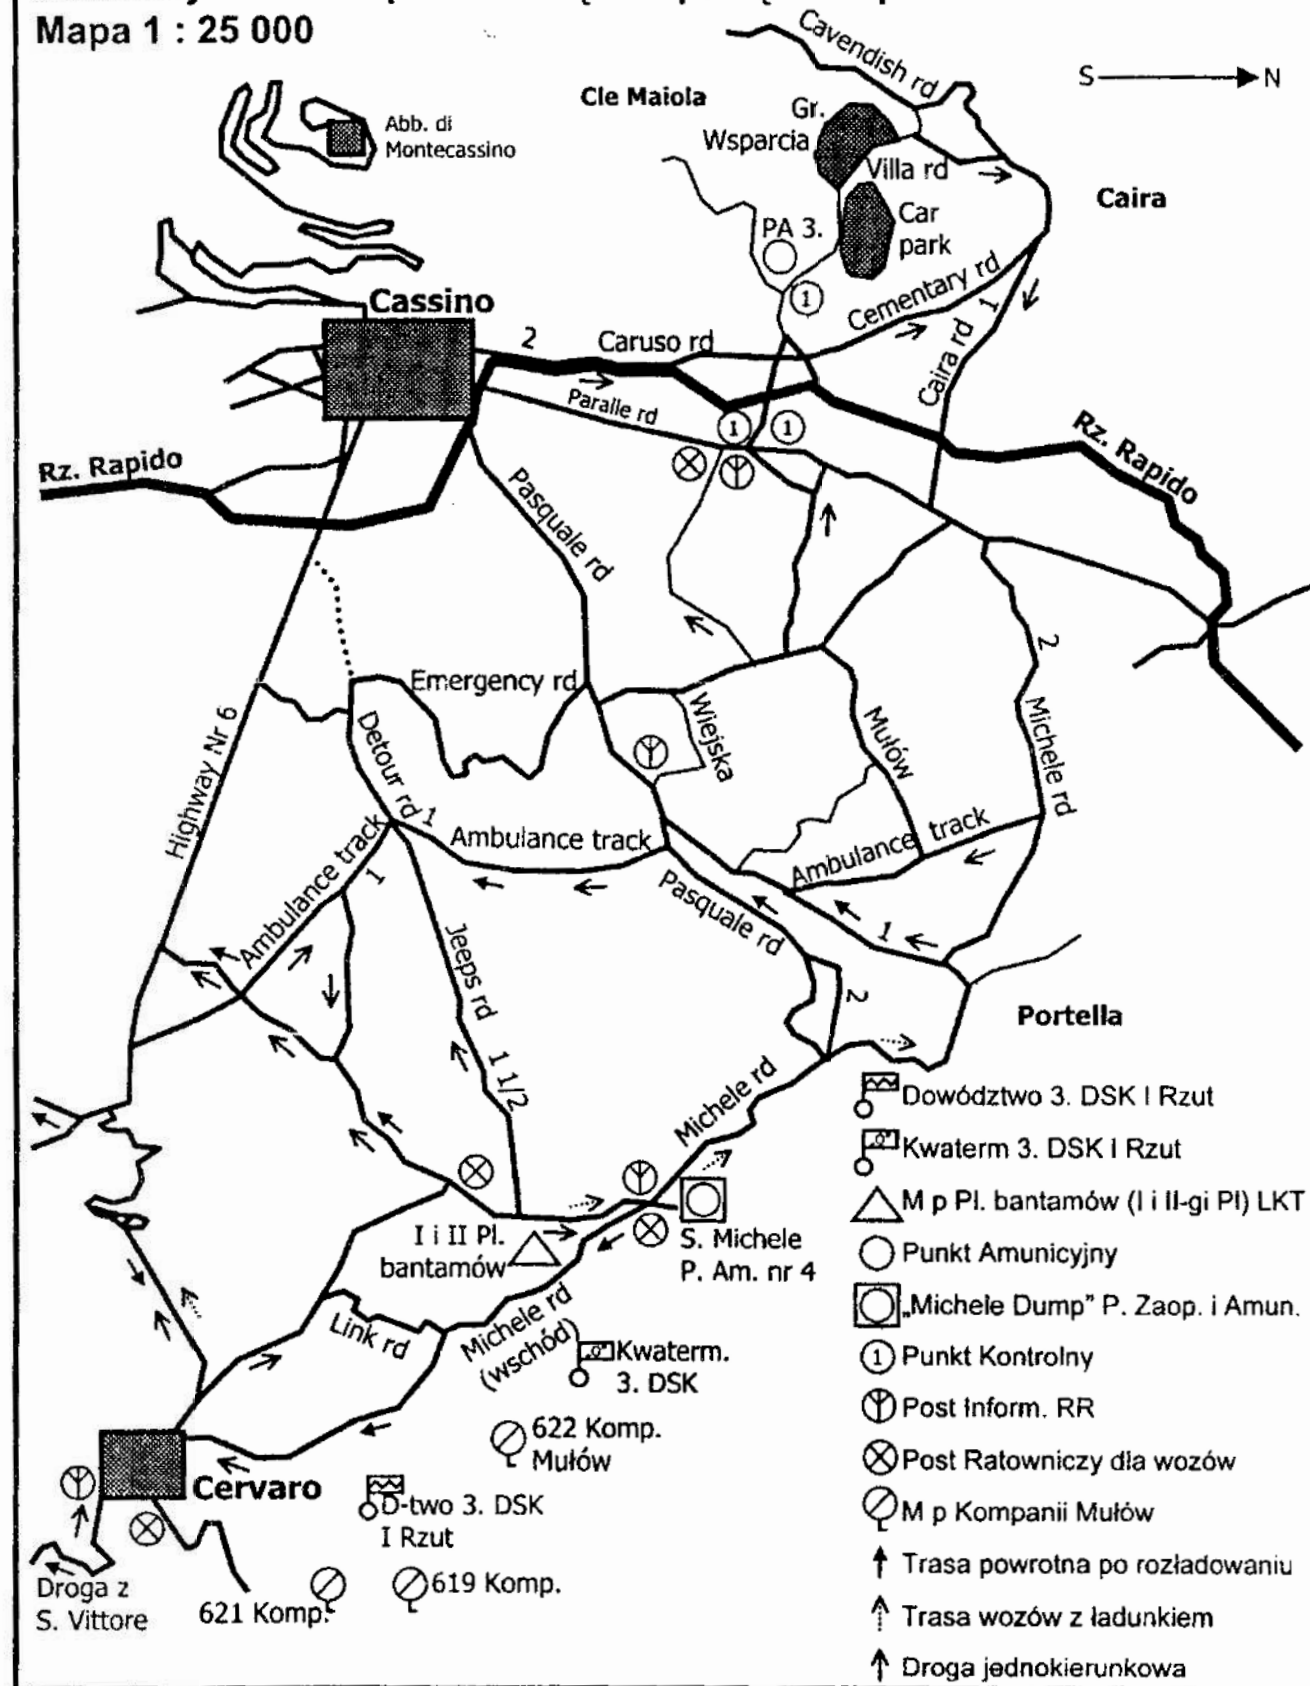 Mapa 1 : 25 000
S
N
Cavendish rd
Cle Maiola
Gr.
Wsparcia
Abb. di
Montecassino
Villa rd
Caira
Car
park
PA 3.
1
Cementary rd
1
Cassino
2
Caruso rd
Caira rd
Paralle rd
1
1
Rz. Rapido
Rz. Rapido
Pasquale rd
2
Emergency rd
Wiejska
Mułów
Michele rd
Highway Nr 6
Detour rd
1
Ambulance track
Ambulance track
Ambulance track
1
Pasquale rd
1
Jeeps rd
1 1/2
2
Portella
Michele rd
I i II Pl.
bantamów
S. Michele
P. Am. nr 4
Link rd
Michele rd
(wschód)
Kwaterm.
3. DSK
622 Komp.
Mułów
Cervaro
D-two 3. DSK
I Rzut
Droga z
S. Vittore
621 Komp.
619 Komp.
Dowództwo 3. DSK I Rzut
Kwaterm 3. DSK I Rzut
M p Pl. bantamów (I i II-gi Pl) LKT
Punkt Amunicyjny
„Michele Dump" P. Zaop. i Amun.
1 Punkt Kontrolny
Post Inform. RR
Post Ratowniczy dla wozów
M p Kompanii Mułów
Trasa powrotna po rozładowaniu
Trasa wozów z ładunkiem
Droga jednokierunkowa